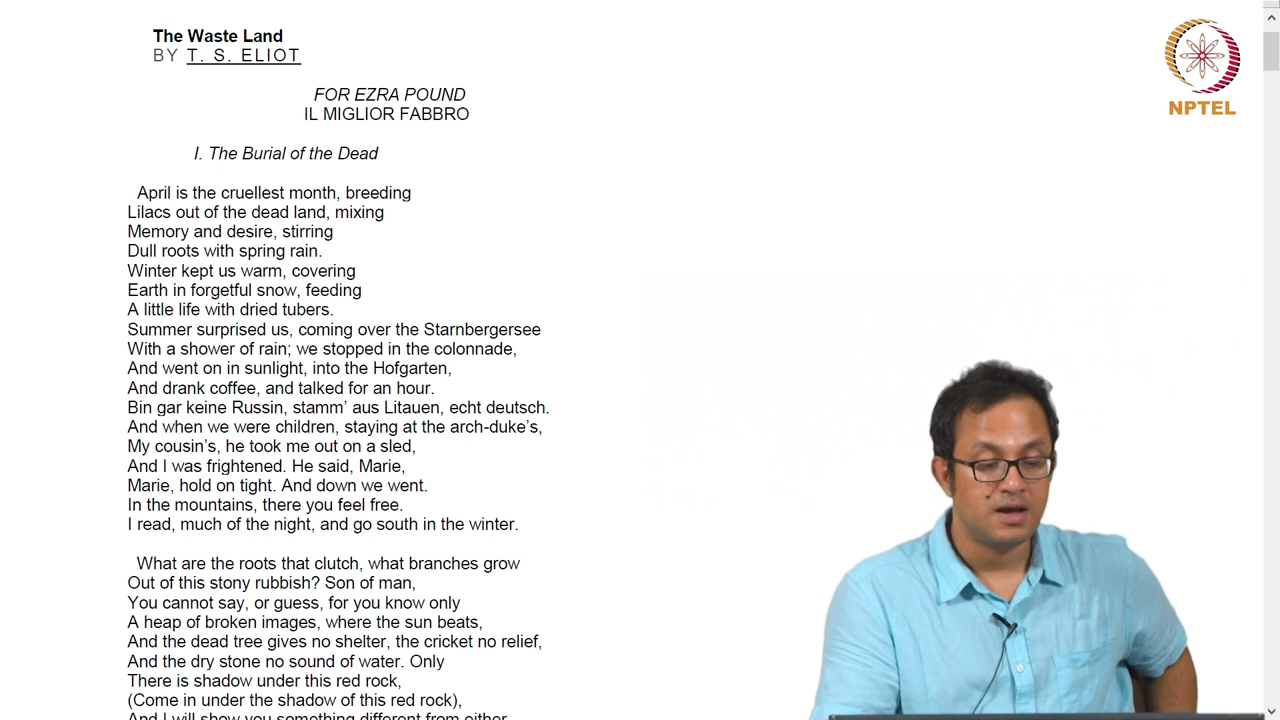 The Waste Land
BY T. S. ELIOT
FOR EZRA POUND
IL MIGLIOR FABBRO
I. The Burial of the Dead
April is the cruellest month, breeding
Lilacs out of the dead land, mixing
Memory and desire, stirring
Dull roots with spring rain.
Winter kept us warm, covering
Earth in forgetful snow, feeding
A little life with dried tubers.
Summer surprised us, coming over the Starnbergersee
With a shower of rain; we stopped in the colonnade,
And went on in sunlight, into the Hofgarten,
And drank coffee, and talked for an hour.
Bin gar keine Russin, stamm’ aus Litauen, echt deutsch.
And when we were children, staying at the arch-duke’s,
My cousin’s, he took me out on a sled,
And I was frightened. He said, Marie,
Marie, hold on tight. And down we went.
In the mountains, there you feel free.
I read, much of the night, and go south in the winter.
What are the roots that clutch, what branches grow
Out of this stony rubbish? Son of man,
You cannot say, or guess, for you know only
A heap of broken images, where the sun beats,
And the dead tree gives no shelter, the cricket no relief,
And the dry stone no sound of water. Only
There is shadow under this red rock,
(Come in under the shadow of this red rock),
And I will show you something different from either
NPTEL